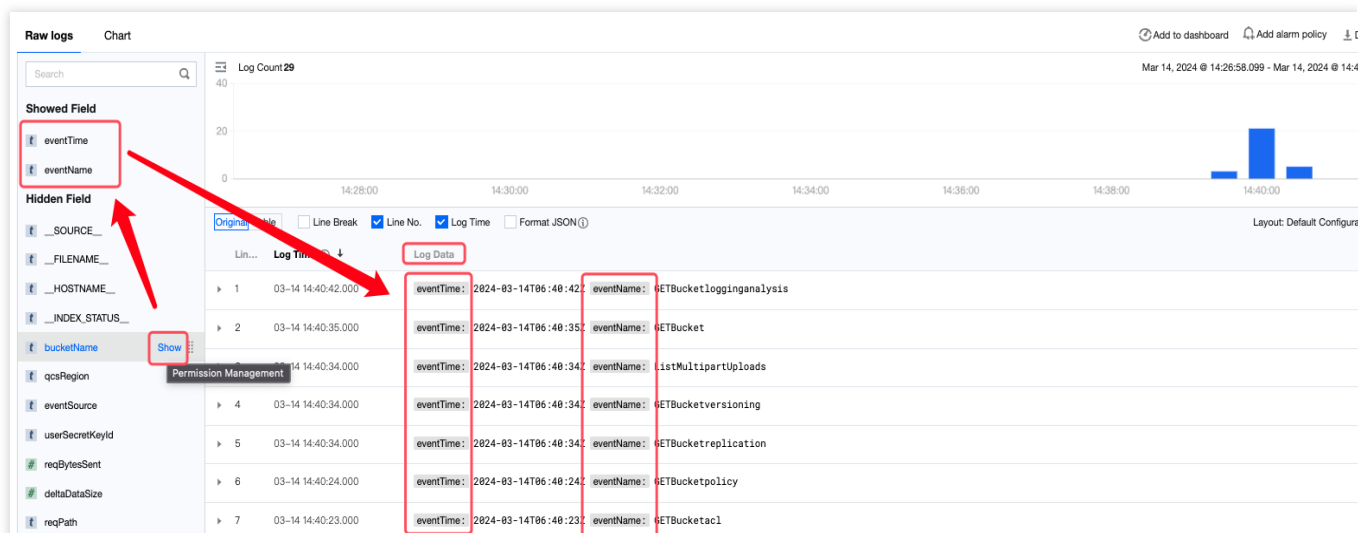 Raw logs Chart
Add to dashboard Add alarm policy
Search
Log Count 29
Mar 14, 2024 @ 14:26:58.099 - Mar 14, 2024 @ 14:4
40
20
0
14:28:00 14:30:00 14:32:00 14:34:00 14:36:00 14:38:00 14:40:00
Showed Field
t eventTime
t eventName
Hidden Field
t __SOURCE__
t __FILENAME__
t __HOSTNAME__
t __INDEX_STATUS__
t bucketName Show
Permission Management
t qcsRegion
t eventSource
t userSecretKeyId
# reqBytesSent
# deltaDataSize
t reqPath
Original Line Break Line No. Log Time Format JSON
Layout: Default Configura
Lin... Log Log Data
1 03-14 14:40:42.000 eventTime: 2024-03-14T06:40:42Z eventName: GETBucketlogginganalysis
2 03-14 14:40:35.000 eventTime: 2024-03-14T06:40:35Z eventName: GETBucket
03-14 14:40:34.000 eventTime: 2024-03-14T06:40:34Z eventName: ListMultipartUploads
4 03-14 14:40:34.000 eventTime: 2024-03-14T06:40:34Z eventName: GETBucketversioning
5 03-14 14:40:34.000 eventTime: 2024-03-14T06:40:34Z eventName: GETBucketreplication
6 03-14 14:40:24.000 eventTime: 2024-03-14T06:40:24Z eventName: GETBucketpolicy
7 03-14 14:40:23.000 eventTime: 2024-03-14T06:40:23Z eventName: GETBucketacl